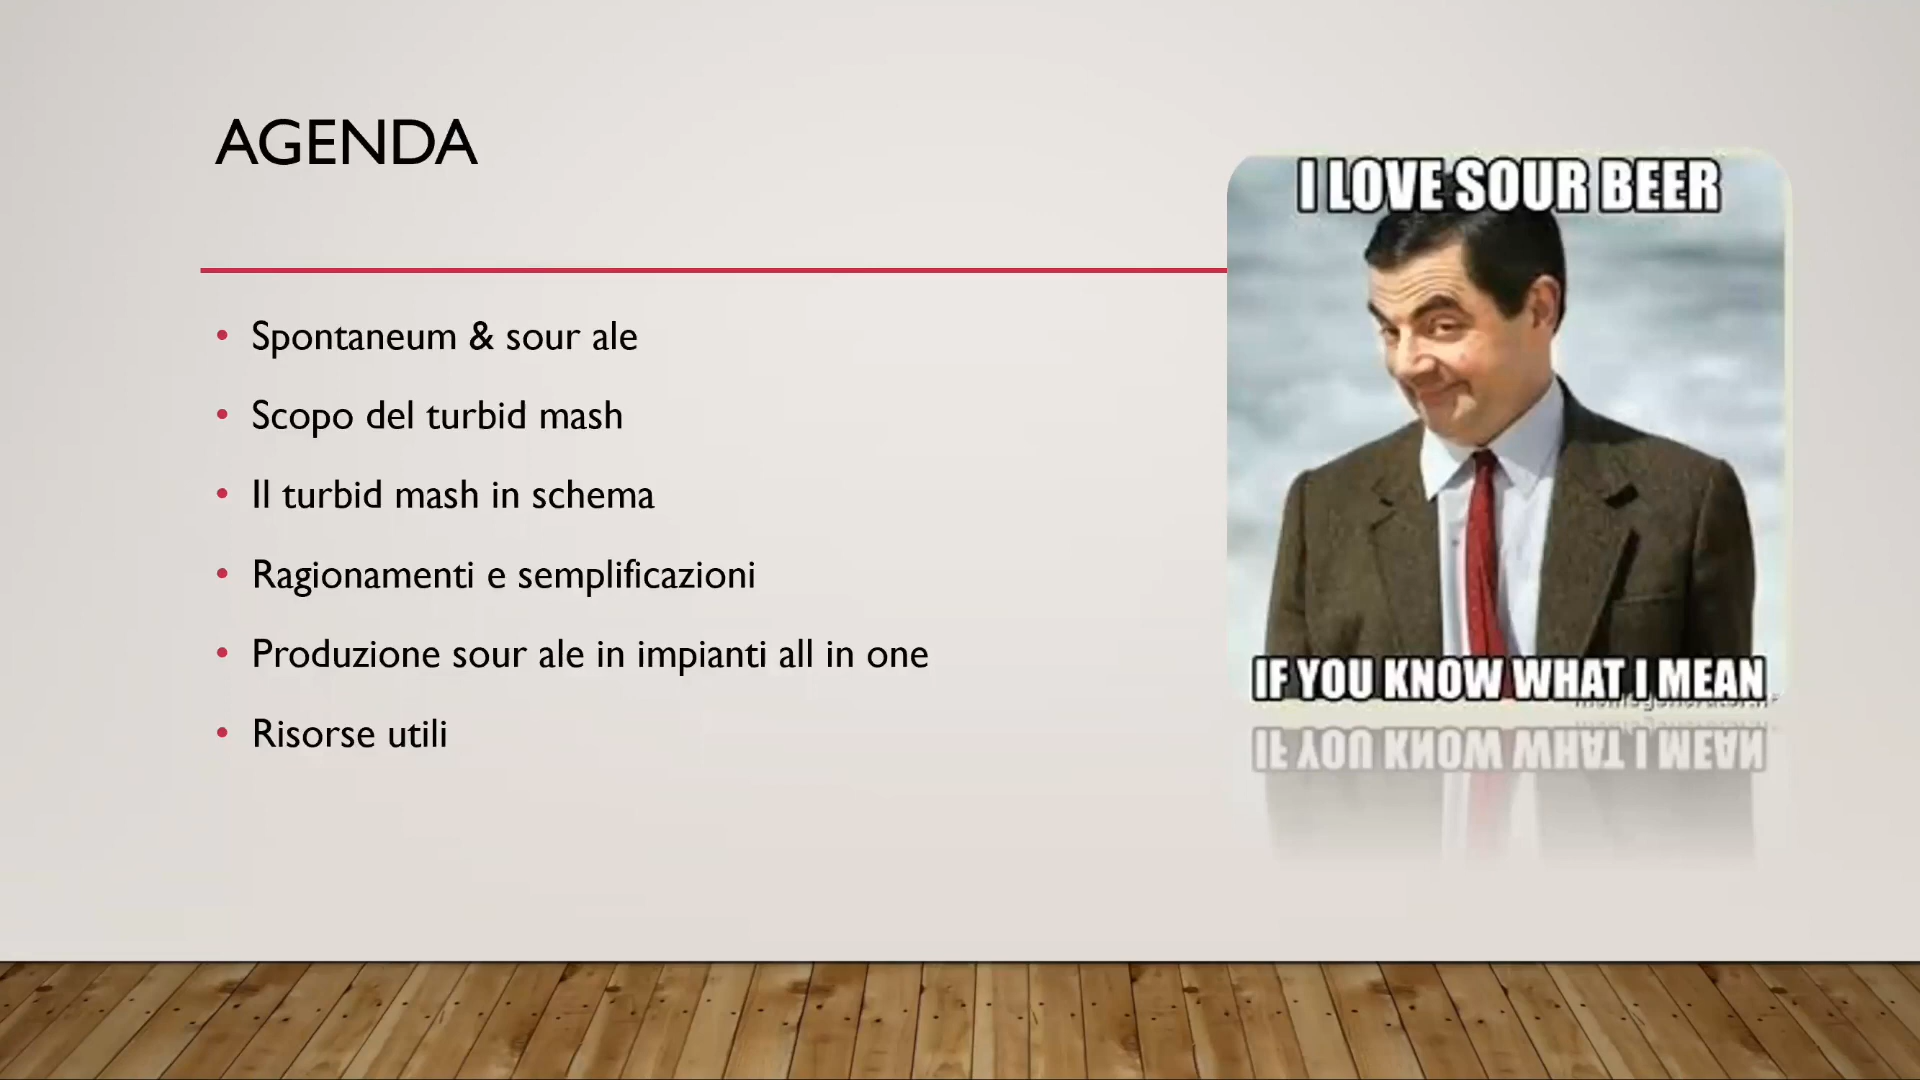 AGENDA
I LOVE SOUR BEER
• Spontaneum & sour ale
• Scopo del turbid mash
• Il turbid mash in schema
• Ragionamenti e semplificazioni
• Produzione sour ale in impianti all in one
• Risorse utili
IF YOU KNOW WHAT I MEAN